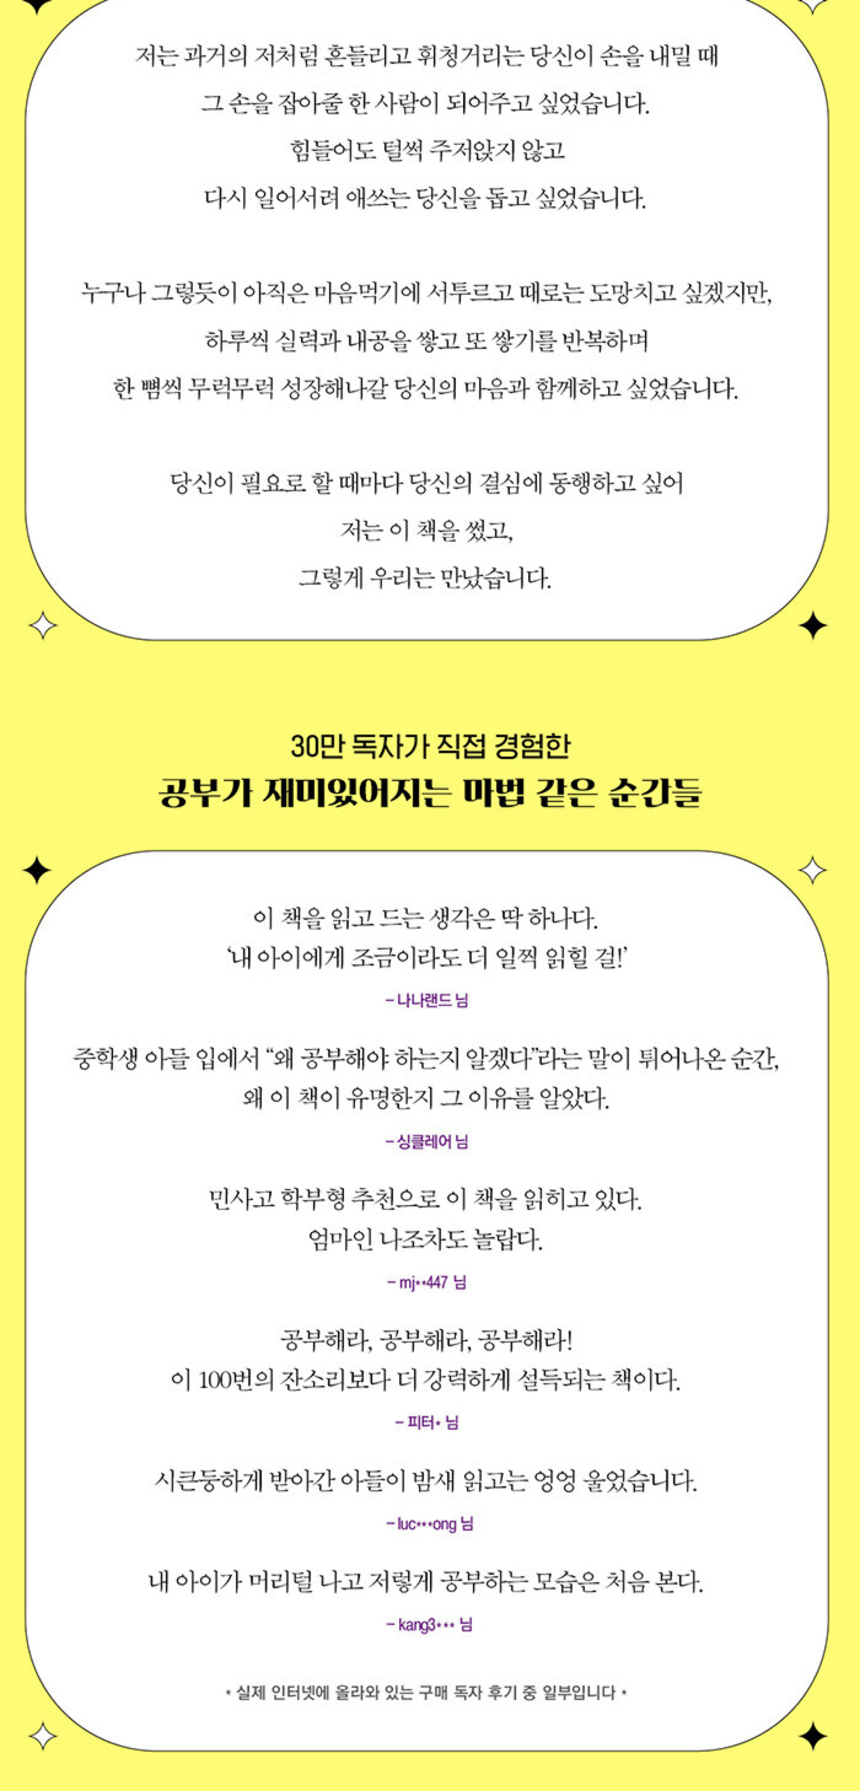 저는 과거의 저처럼 흔들리고 휘청거리는 당신이 손을 내밀 때
그 손을 잡아줄 한 사람이 되어주고 싶었습니다.
힘들어도 털썩 주저앉지 않고
다시 일어서려 애쓰는 당신을 돕고 싶었습니다.
누구나 그렇듯이 아직은 마음먹기에 서투르고 때로는 도망치고 싶겠지만,
하루씩 실력과 내공을 쌓고 또 쌓기를 반복하며
한 뼘씩 무럭무럭 성장해나갈 당신의 마음과 함께하고 싶었습니다.
당신이 필요로 할 때마다 당신의 결심에 동행하고 싶어
저는 이 책을 썼고,
그렇게 우리는 만났습니다.
30만 독자가 직접 경험한
공부가 재미있어지는 마법 같은 순간들
이 책을 읽고 드는 생각은 딱 하나다.
‘내 아이에게 조금이라도 더 일찍 읽힐 걸!’
– 나나랜드 님
중학생 아들 입에서 “왜 공부해야 하는지 알겠다”라는 말이 튀어나온 순간,
왜 이 책이 유명한지 그 이유를 알았다.
– 싱클레어 님
민사고 학부형 추천으로 이 책을 읽히고 있다.
엄마인 나조차도 놀랍다.
– mj**447 님
공부해라, 공부해라, 공부해라!
이 100번의 잔소리보다 더 강력하게 설득되는 책이다.
– 피터* 님
시큰둥하게 받아간 아들이 밤새 읽고는 엉엉 울었습니다.
– luc***ong 님
내 아이가 머리털 나고 저렇게 공부하는 모습은 처음 본다.
– kang3*** 님
* 실제 인터넷에 올라와 있는 구매 독자 후기 중 일부입니다 *